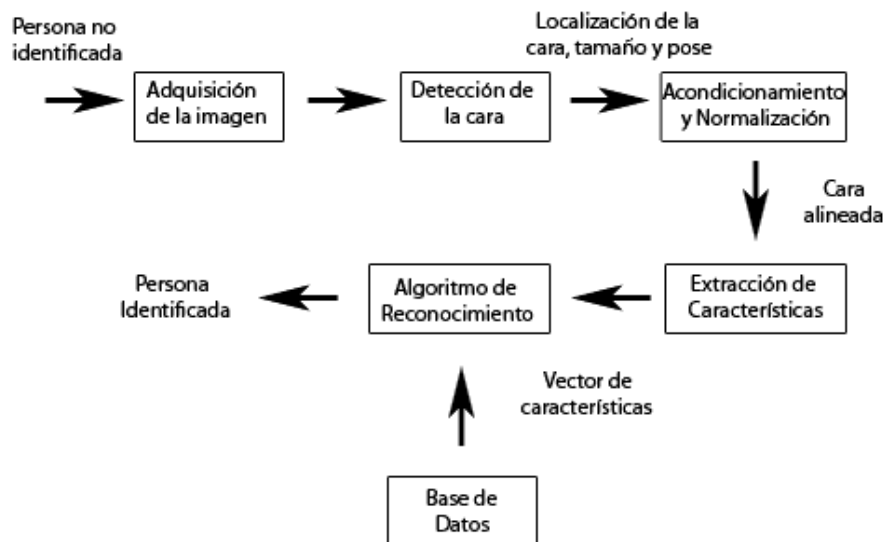 Persona no
identificada
Adquisición
de la imagen
Detección de
la cara
Localización de la
cara, tamaño y pose
Acondicionamiento
y Normalización
Cara
alineada
Extracción de
Características
Algoritmo de
Reconocimiento
Persona
Identificada
Vector de
características
Base de
Datos